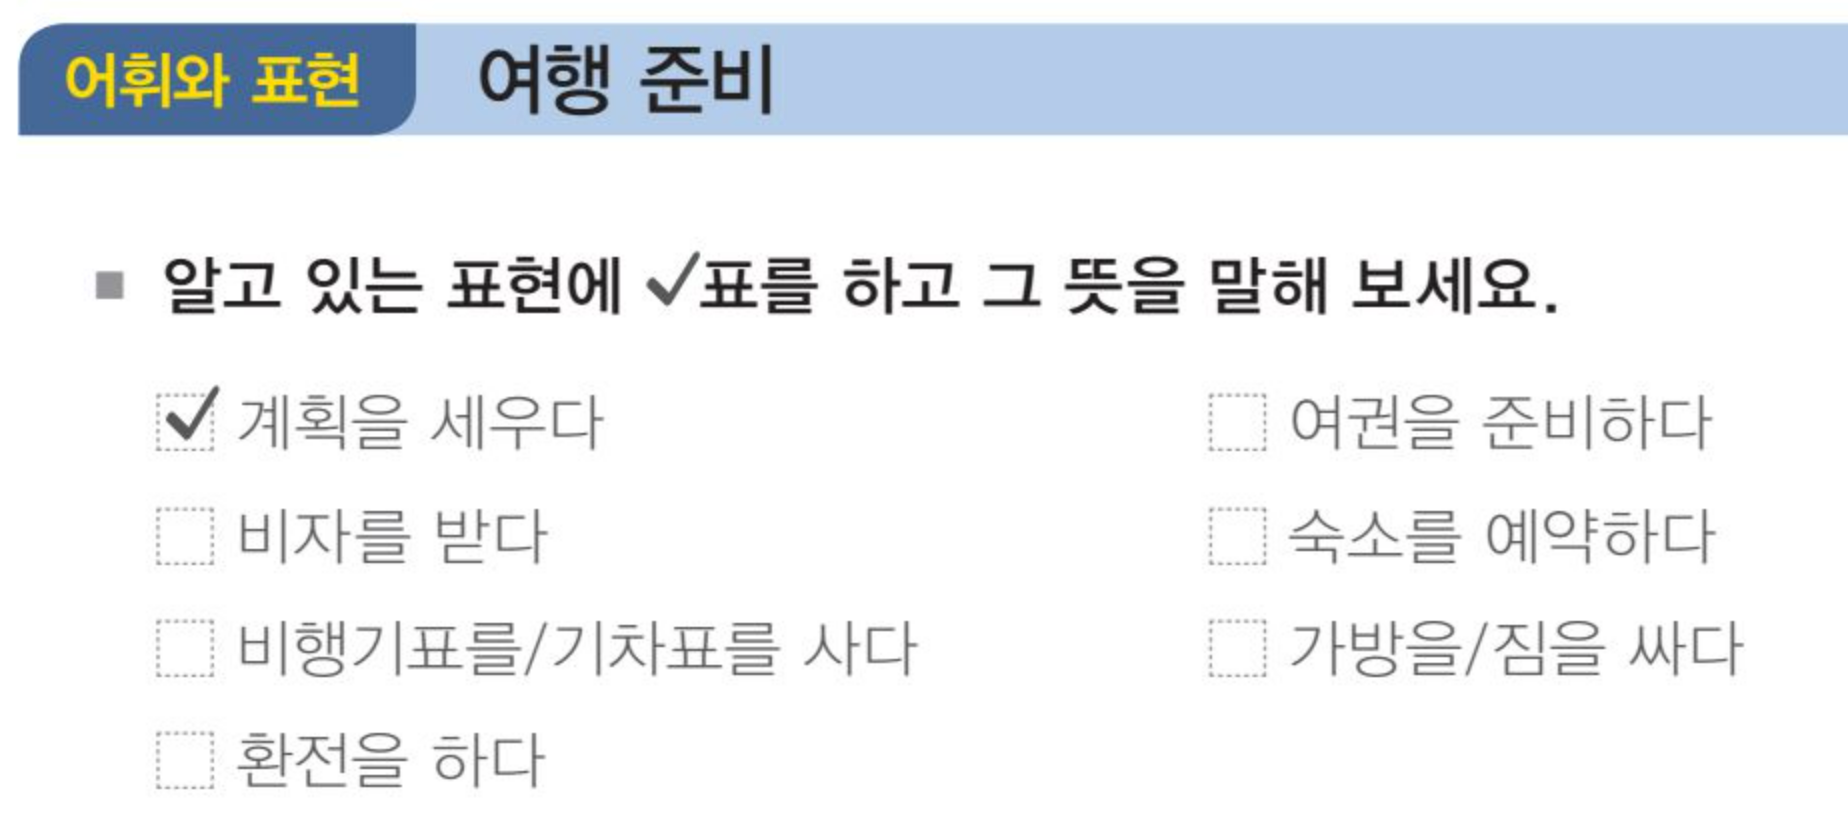 어휘와 표현 여행 준비
■ 알고 있는 표현에 ✓표를 하고 그 뜻을 말해 보세요.
계획을 세우다 여권을 준비하다
비자를 받다 숙소를 예약하다
비행기표를/기차표를 사다 가방을/짐을 싸다
환전을 하다